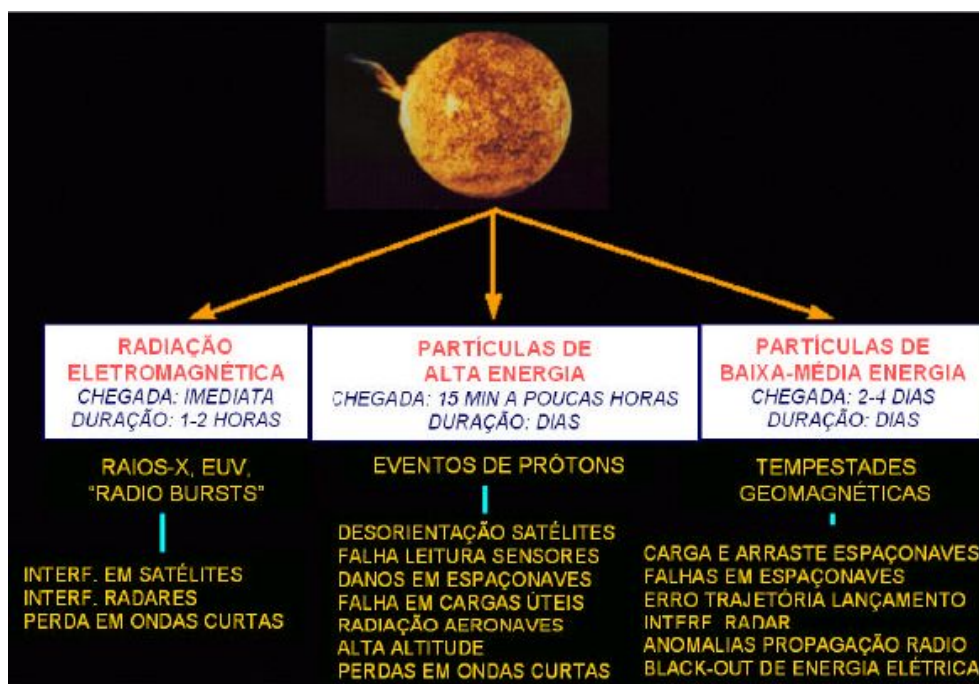 RADIAÇÃO
ELETROMAGNÉTICA
CHEGADA: IMEDIATA
DURAÇÃO: 1-2 HORAS
RAIOS-X, EUV,
"RADIO BURSTS"
INTERF. EM SATÉLITES
INTERF. RADARES
PERDA EM ONDAS CURTAS
PARTÍCULAS DE
ALTA ENERGIA
CHEGADA: 15 MIN A POUCAS HORAS
DURAÇÃO: DIAS
EVENTOS DE PRÓTONS
DESORIENTAÇÃO SATÉLITES
FALHA LEITURA SENSORES
DANOS EM ESPAÇONAVES
FALHA EM CARGAS ÚTEIS
RADIAÇÃO AERONAVES
ALTA ALTITUDE
PERDAS EM ONDAS CURTAS
PARTÍCULAS DE
BAIXA-MÉDIA ENERGIA
CHEGADA: 2-4 DIAS
DURAÇÃO: DIAS
TEMPESTADES
GEOMAGNÉTICAS
CARGA E ARRASTE ESPAÇONAVES
FALHAS EM ESPAÇONAVES
ERRO TRAJETÓRIA LANÇAMENTO
INTERF. RADAR
ANOMALIAS PROPAGAÇÃO RADIO
BLACK-OUT DE ENERGIA ELÉTRICA